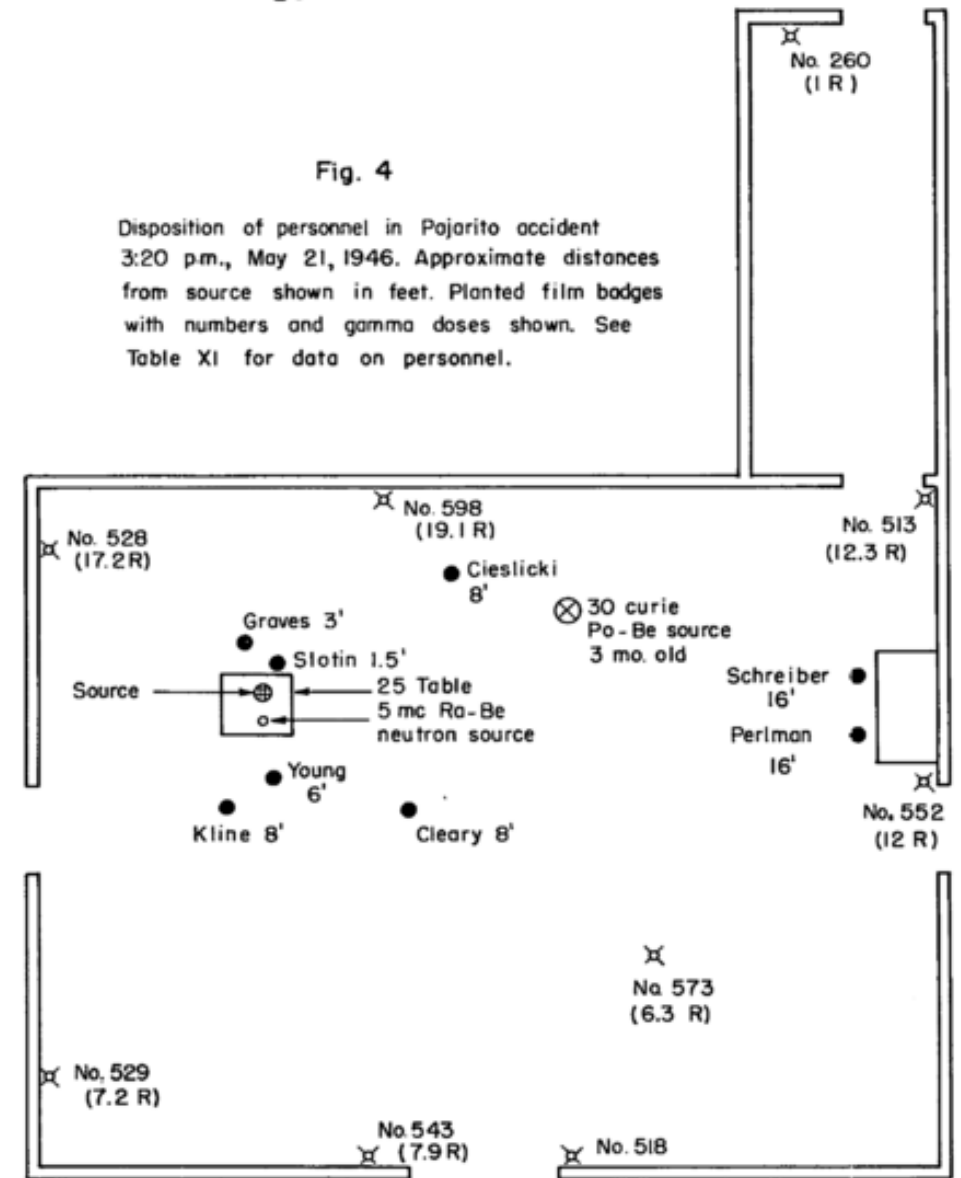 No. 260
(1 R)
Fig. 4
Disposition of personnel in Pajarito accident
3:20 p.m., May 21, 1946. Approximate distances
from source shown in feet. Planted film badges
with numbers and gamma doses shown. See
Table XI for data on personnel.
No. 528
(17.2R)
No. 598
(19.1 R)
No. 513
(12.3 R)
Cieslicki
8'
Graves 3'
30 curie
Po-Be source
3 mo. old
Slotin 1.5'
Source
25 Table
5 mc Ra-Be
neutron source
Schreiber
16'
Perlman
16'
Young
6'
Kline 8'
Cleary 8'
No. 552
(12 R)
No 573
(6.3 R)
No. 529
(7.2 R)
No. 543
(7.9 R)
No. 518